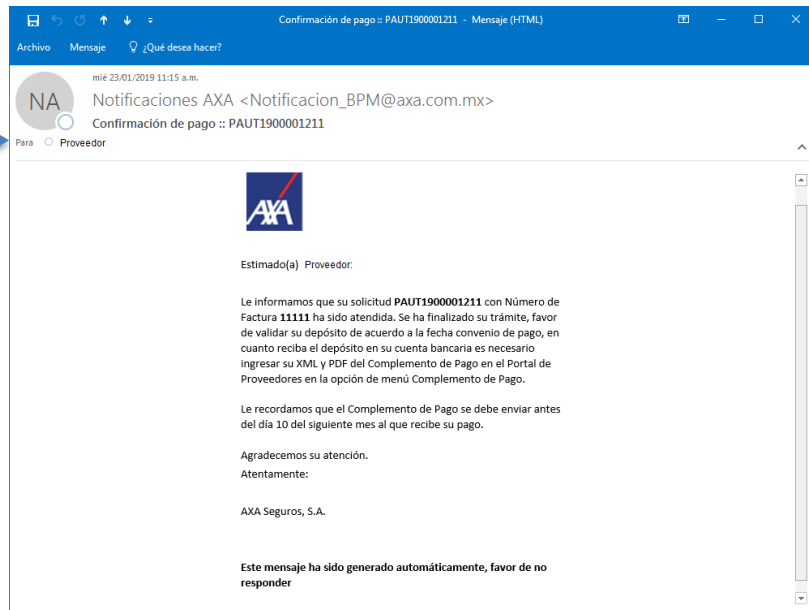 Confirmación de pago :: PAUT1900001211 - Mensaje (HTML)
Archivo Mensaje ¿Qué desea hacer?
mié 23/01/2019 11:15 a.m.
NA
Notificaciones AXA <Notificacion_BPM@axa.com.mx>
Confirmación de pago :: PAUT1900001211
Para Proveedor
AXA
Estimado(a) Proveedor:
Le informamos que su solicitud PAUT1900001211 con Número de
Factura 11111 ha sido atendida. Se ha finalizado su trámite, favor
de validar su depósito de acuerdo a la fecha convenio de pago, en
cuanto reciba el depósito en su cuenta bancaria es necesario
ingresar su XML y PDF del Complemento de Pago en el Portal de
Proveedores en la opción de menú Complemento de Pago.
Le recordamos que el Complemento de Pago se debe enviar antes
del día 10 del siguiente mes al que recibe su pago.
Agradecemos su atención.
Atentamente:
AXA Seguros, S.A.
Este mensaje ha sido generado automáticamente, favor de no
responder